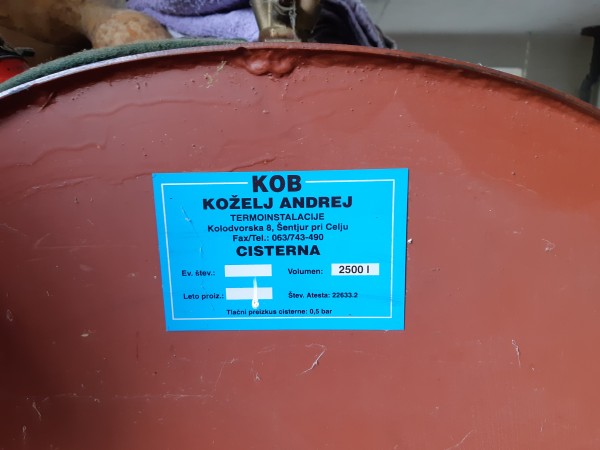 KOB
KOŽELJ ANDREJ
TERMOINSTALACIJE
Kolodvorska 8, Šentjur pri Celju
Fax/Tel.: 063/743-490
CISTERNA
Ev. štev.: Volumen: 2500 l
Leto proiz.: Štev. Atesta: 22633.2
Tlačni preizkus cisterne: 0,5 bar